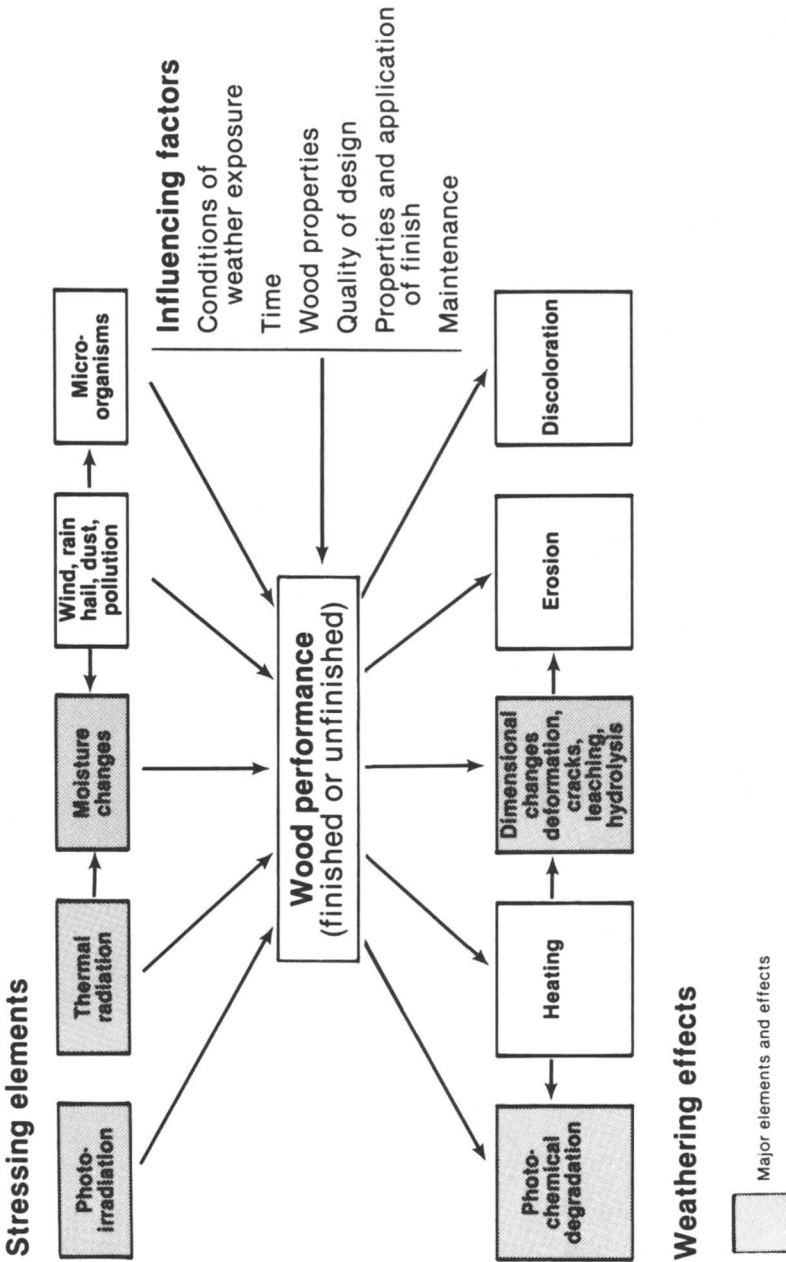 Stressing elements
Photo-
irradiation
Thermal
radiation
Moisture
changes
Wind, rain
hail, dust,
pollution
Micro-
organisms
Influencing factors
Conditions of
weather exposure
Time
Wood properties
Quality of design
Properties and application
of finish
Maintenance
Wood performance
(finished or unfinished)
Photo-
chemical
degradation
Heating
Dimensional
changes
deformation,
cracks,
leaching,
hydrolysis
Erosion
Discoloration
Weathering effects
Major elements and effects